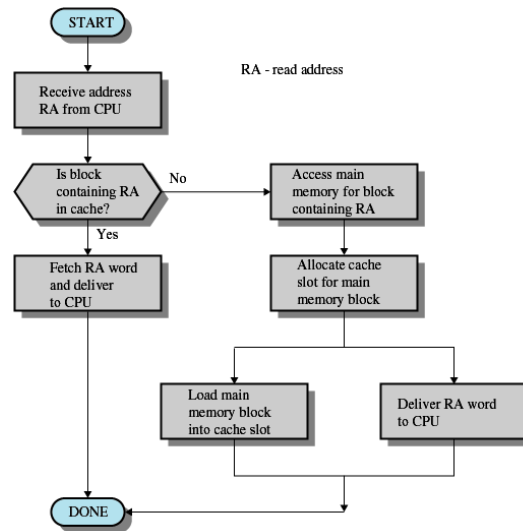 START
RA - read address
Receive address
RA from CPU
Is block
containing RA
in cache?
No
Access main
memory for block
containing RA
Yes
Fetch RA word
and deliver
to CPU
Allocate cache
slot for main
memory block
Load main
memory block
into cache slot
Deliver RA word
to CPU
DONE